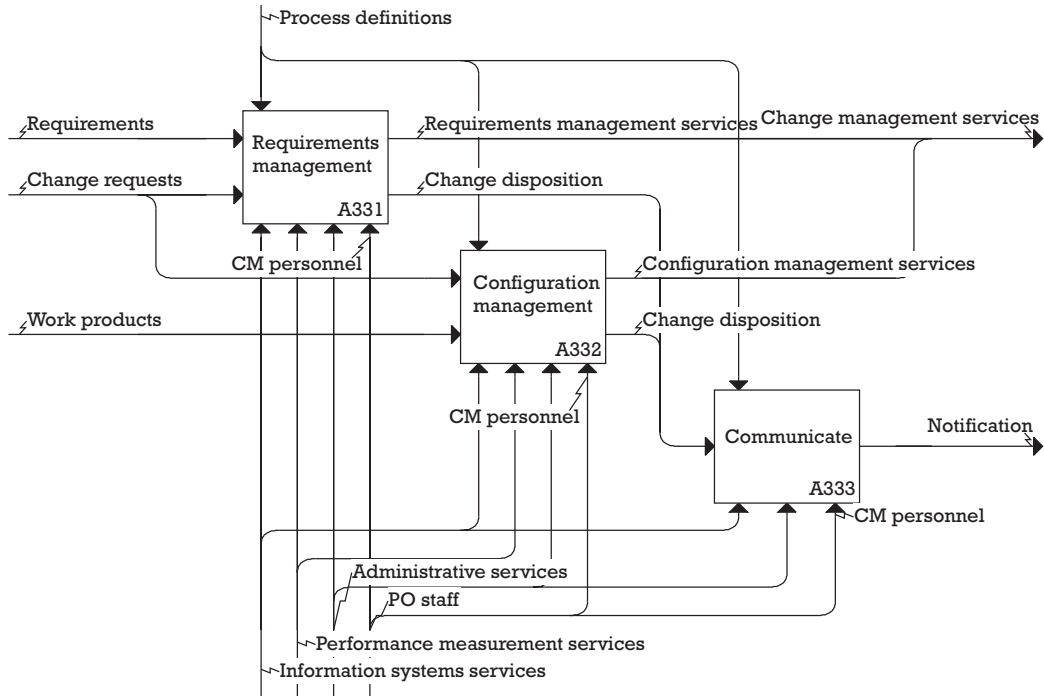 Process definitions
Requirements
Requirements management services
Change management services
Requirements
management
Change requests
Change disposition
A331
CM personnel
Configuration management services
Configuration
management
Work products
Change disposition
A332
CM personnel
Notification
Communicate
A333
CM personnel
Administrative services
PO staff
Performance measurement services
Information systems services